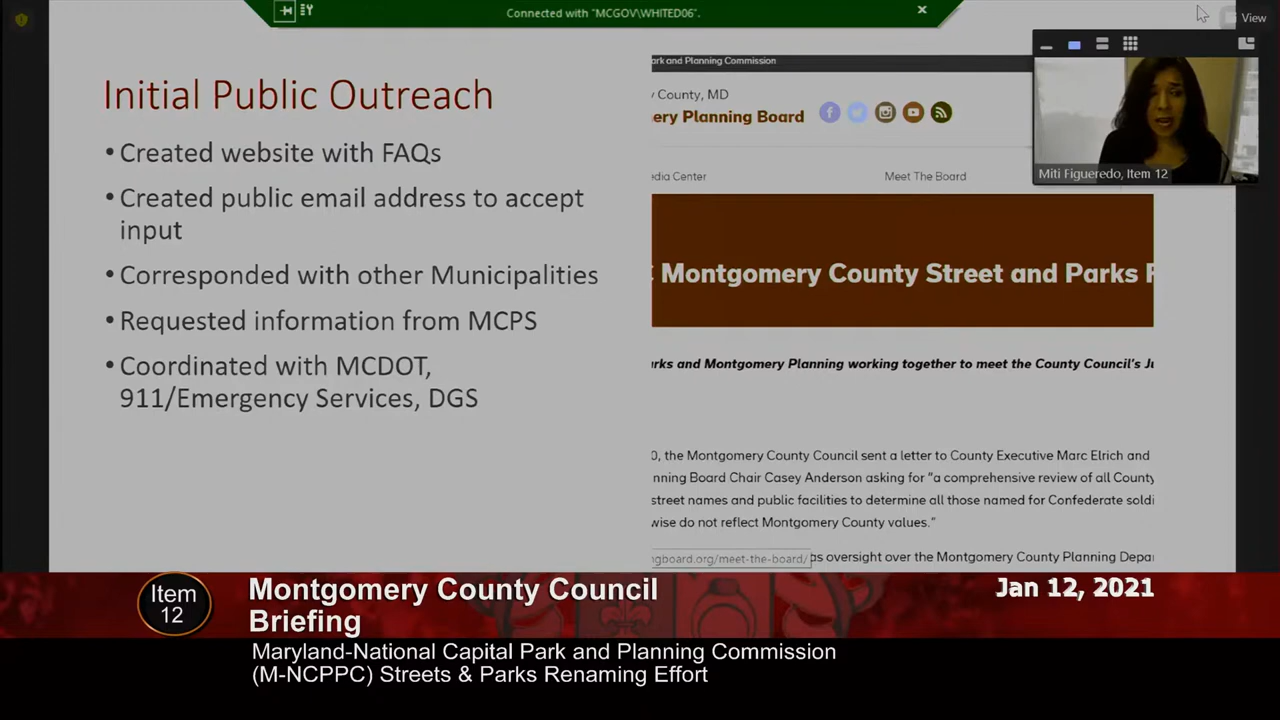 Connected with "MCGOV\WHITED06".
View
Initial Public Outreach
• Created website with FAQs
• Created public email address to accept
input
• Corresponded with other Municipalities
• Requested information from MCPS
• Coordinated with MCDOT,
911/Emergency Services, DGS
ark and Planning Commission
y County, MD
ery Planning Board
edia Center
Meet The Board
Miti Figueredo, Item 12
Montgomery County Street and Parks R
rks and Montgomery Planning working together to meet the County Council's Ju
0, the Montgomery County Council sent a letter to County Executive Marc Elrich and
nning Board Chair Casey Anderson asking for "a comprehensive review of all County
street names and public facilities to determine all those named for Confederate soldi
wise do not reflect Montgomery County values."
ngboard.org/meet-the-board/
as oversight over the Montgomery County Planning Depar
Item
12
Montgomery County Council
Briefing
Jan 12, 2021
Maryland-National Capital Park and Planning Commission
(M-NCPPC) Streets & Parks Renaming Effort